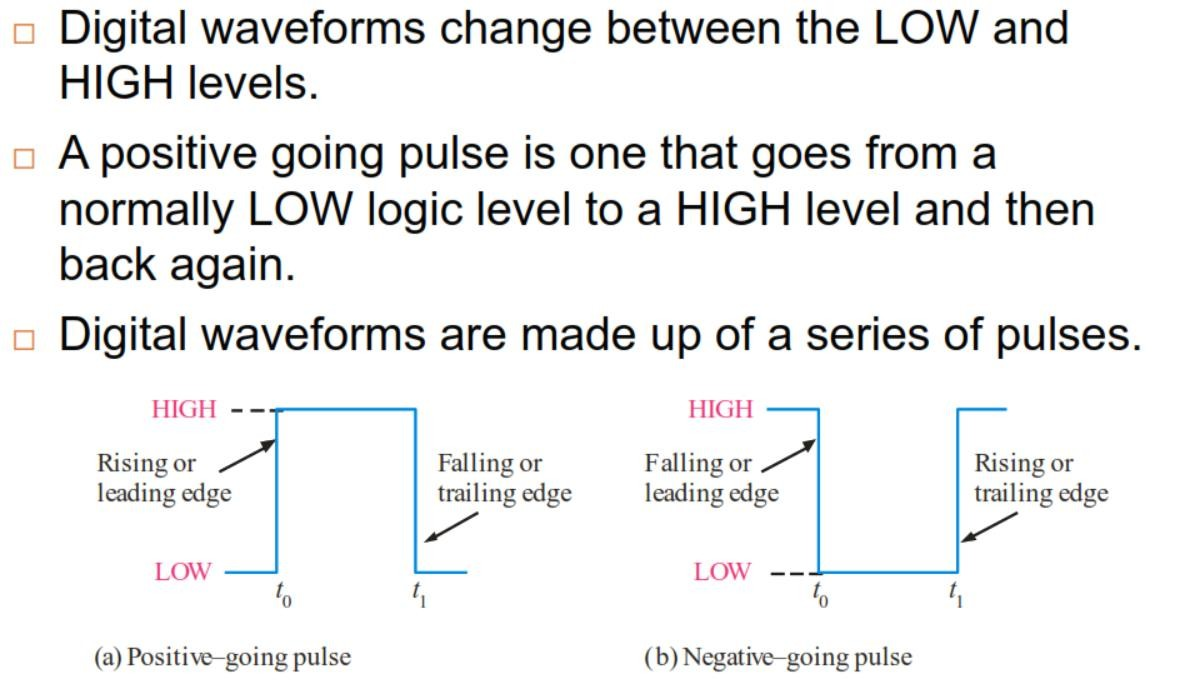 Digital waveforms change between the LOW and
HIGH levels.
A positive going pulse is one that goes from a
normally LOW logic level to a HIGH level and then
back again.
Digital waveforms are made up of a series of pulses.
HIGH
Rising or
leading edge
Falling or
trailing edge
LOW
t0
t1
(a) Positive–going pulse
HIGH
Falling or
leading edge
Rising or
trailing edge
LOW
t0
t1
(b) Negative–going pulse